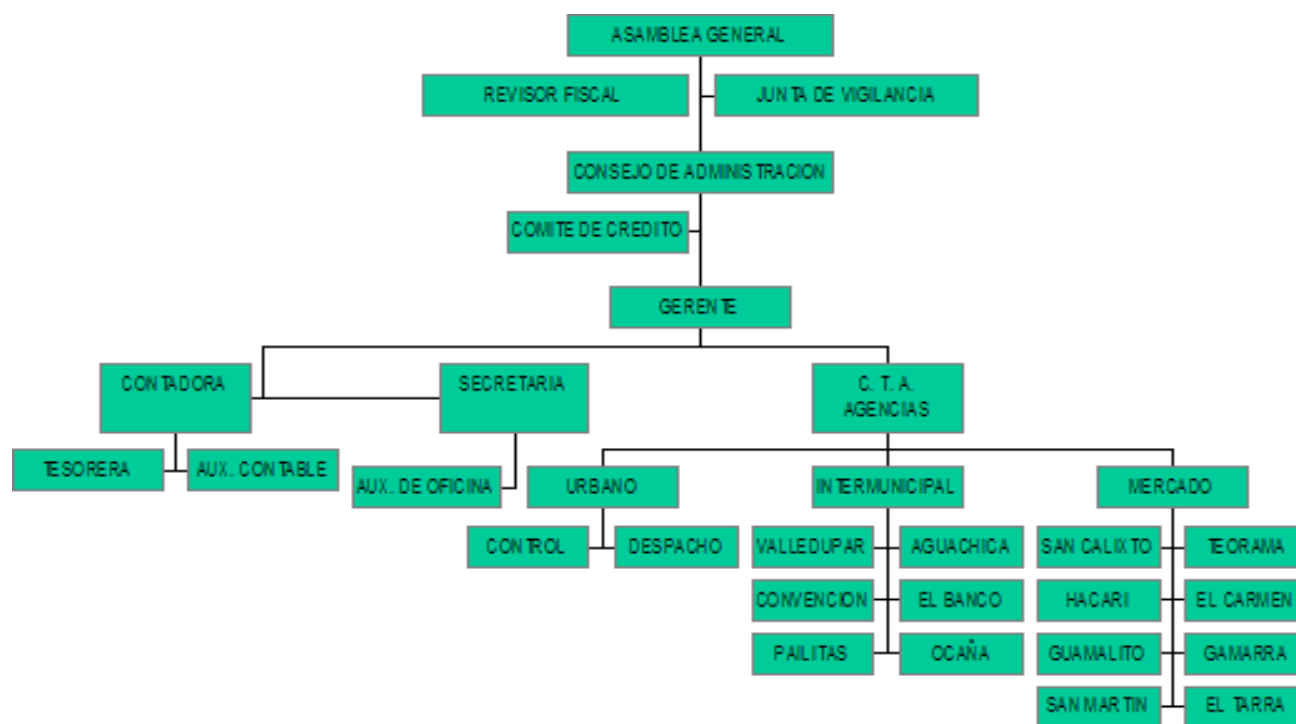 ASAMBLEA GENERAL
REVISOR FISCAL
JUNTA DE VIGILANCIA
CONSEJO DE ADMINISTRACION
COMITE DE CREDITO
GERENTE
CONTADORA
SECRETARIA
C. T. A.
AGENCIAS
TESORERA
AUX. CONTABLE
AUX. DE OFICINA
URBANO
INTERMUNICIPAL
MERCADO
CONTROL
DESPACHO
VALLEDUPAR
AGUACHICA
SAN CALIXTO
TEORAMA
CONVENCION
EL BANCO
HACARI
EL CARMEN
PAILITAS
OCAÑA
GUAMALITO
GAMARRA
SAN MARTIN
EL TARRA